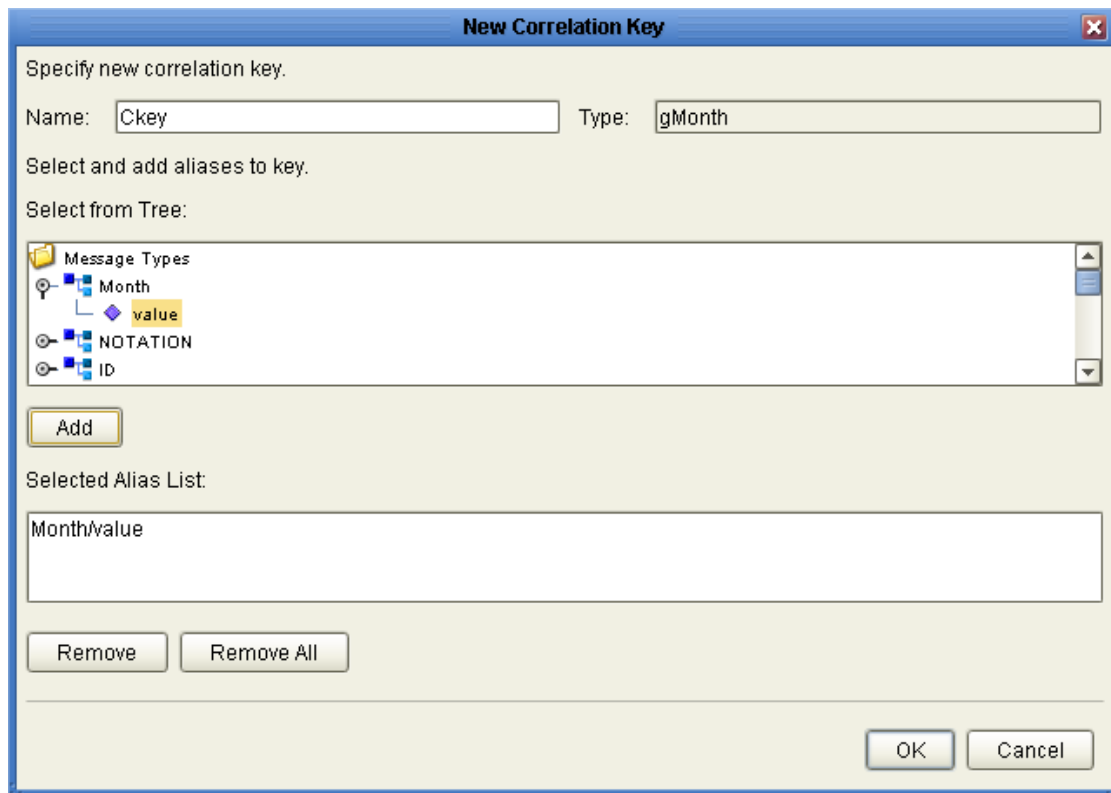 New Correlation Key
Specify new correlation key.
Name: Ckey Type: gMonth
Select and add aliases to key.
Select from Tree:
Message Types
Month
value
NOTATION
ID
Add
Selected Alias List:
Month/value
Remove Remove All
OK Cancel